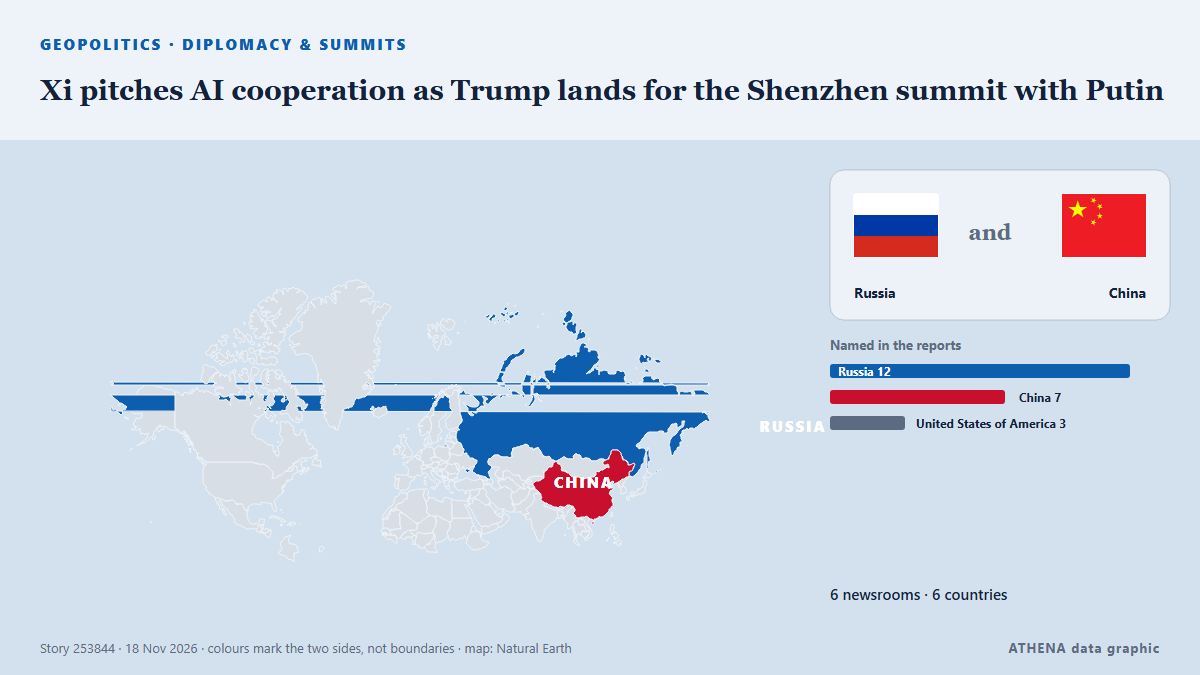 GEOPOLITICS · DIPLOMACY & SUMMITS
Xi pitches AI cooperation as Trump lands for the Shenzhen summit with Putin
and
Russia
China
Named in the reports
Russia 12
China 7
United States of America 3
RUSSIA
CHINA
6 newsrooms · 6 countries
Story 253844 · 18 Nov 2026 · colours mark the two sides, not boundaries · map: Natural Earth
ATHENA data graphic